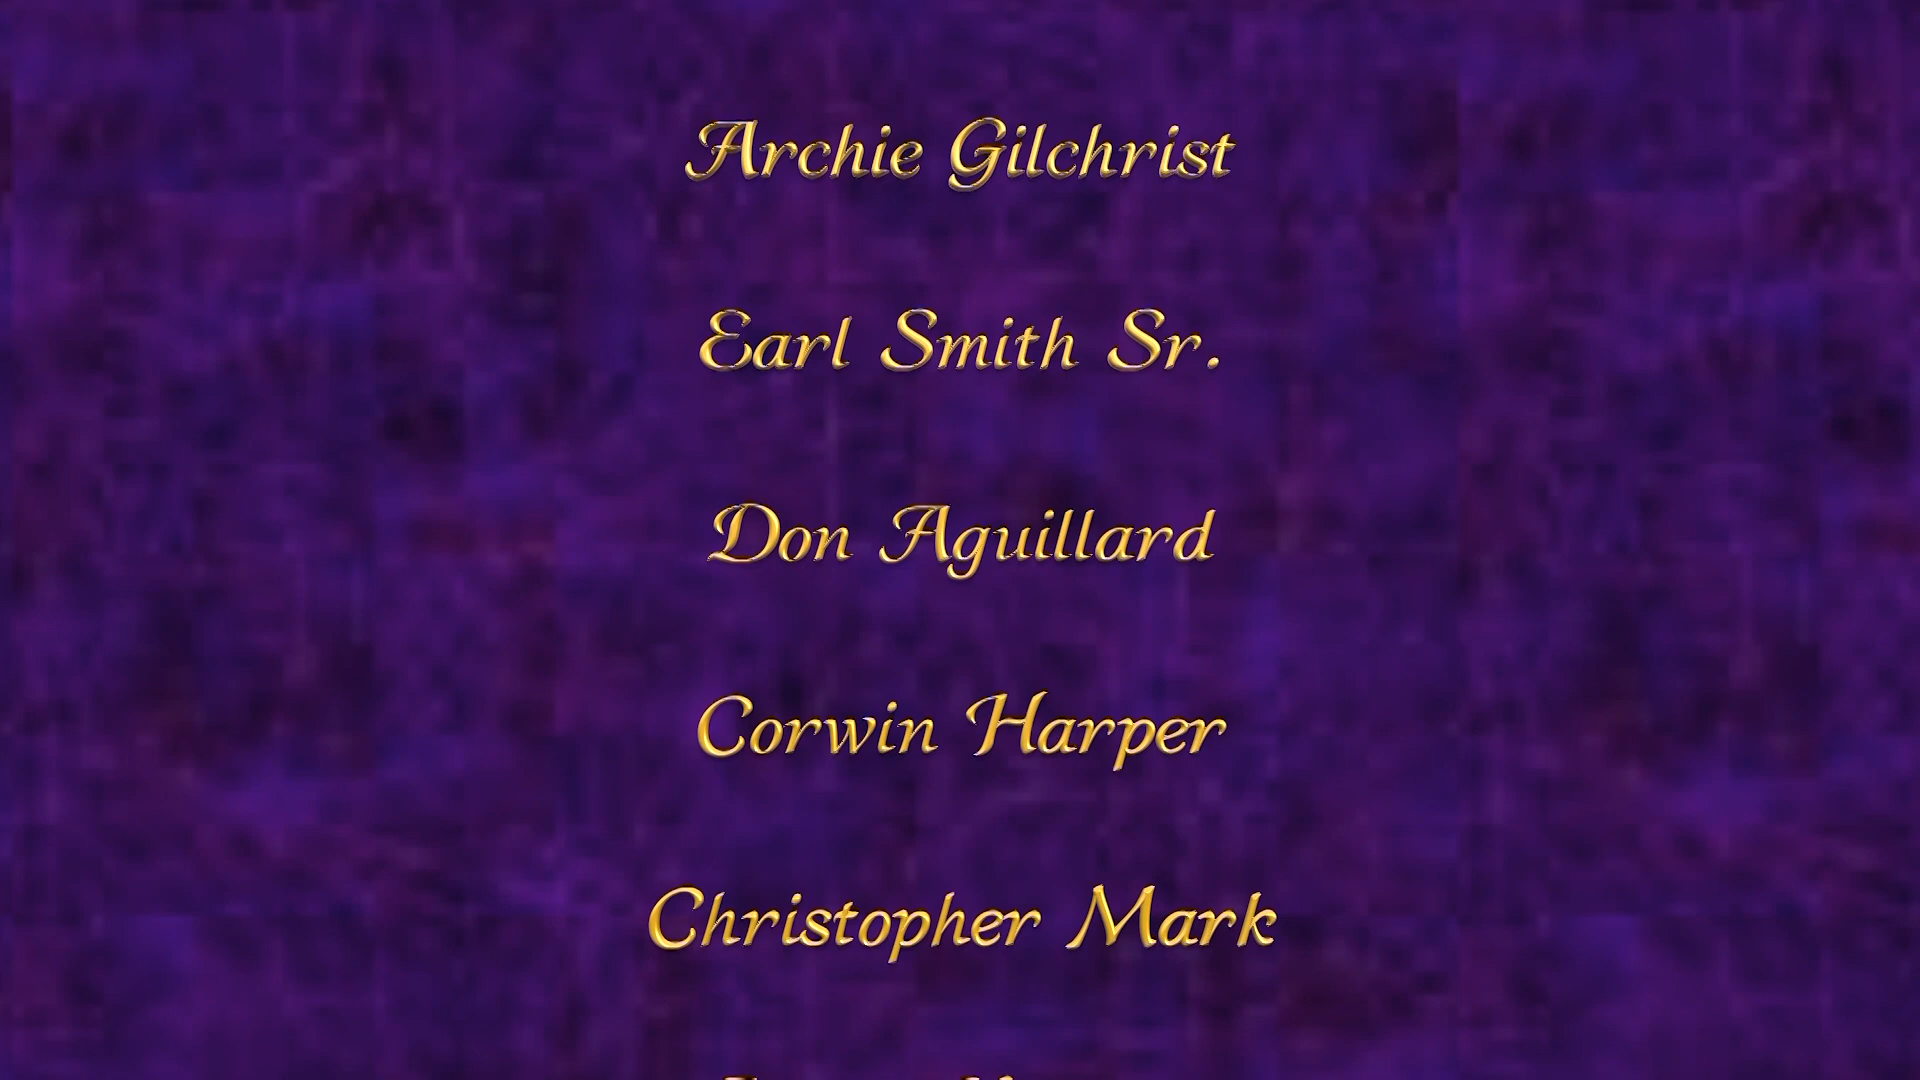 Archie Gilchrist
Earl Smith Sr.
Don Aguillard
Corwin Harper
Christopher Mark